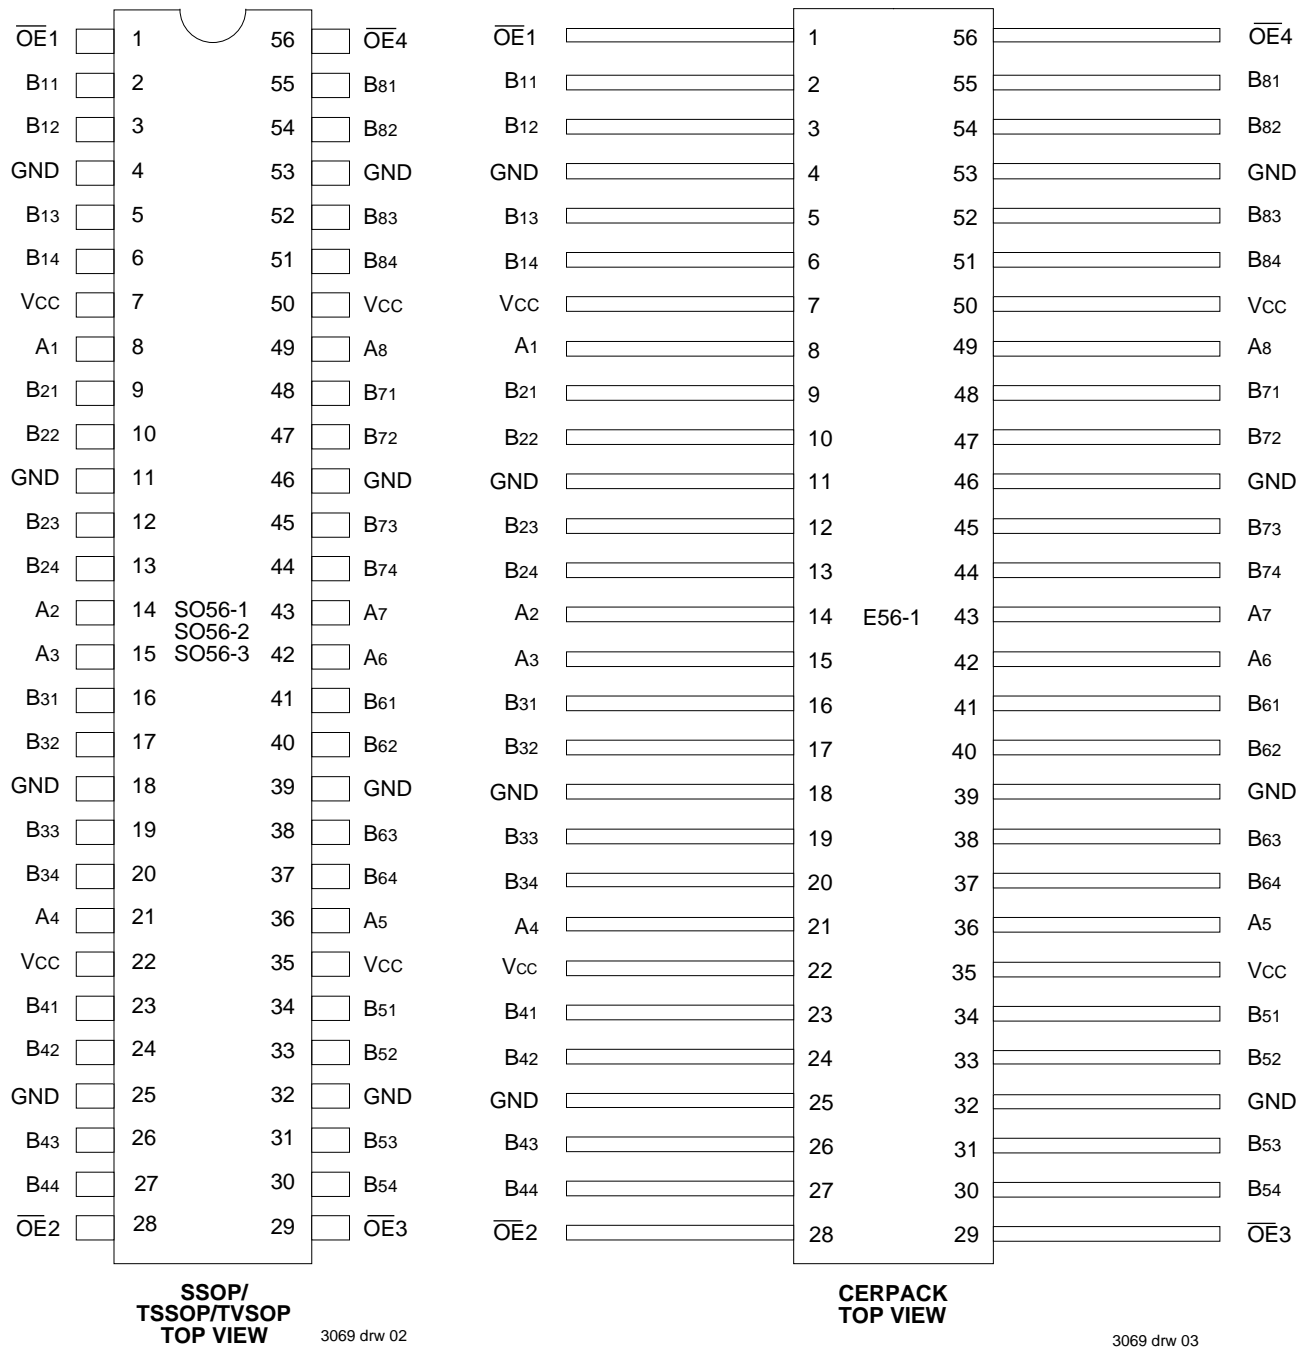 OE1 1 56 OE4
B11 2 55 B81
B12 3 54 B82
GND 4 53 GND
B13 5 52 B83
B14 6 51 B84
VCC 7 50 VCC
A1 8 49 A8
B21 9 48 B71
B22 10 47 B72
GND 11 46 GND
B23 12 45 B73
B24 13 44 B74
A2 14 SO56-1 43 A7
SO56-2
A3 15 SO56-3 42 A6
B31 16 41 B61
B32 17 40 B62
GND 18 39 GND
B33 19 38 B63
B34 20 37 B64
A4 21 36 A5
VCC 22 35 VCC
B41 23 34 B51
B42 24 33 B52
GND 25 32 GND
B43 26 31 B53
B44 27 30 B54
OE2 28 29 OE3
SSOP/
TSSOP/TVSOP
TOP VIEW
3069 drw 02
OE1 1 56 OE4
B11 2 55 B81
B12 3 54 B82
GND 4 53 GND
B13 5 52 B83
B14 6 51 B84
VCC 7 50 VCC
A1 8 49 A8
B21 9 48 B71
B22 10 47 B72
GND 11 46 GND
B23 12 45 B73
B24 13 44 B74
A2 14 E56-1 43 A7
A3 15 42 A6
B31 16 41 B61
B32 17 40 B62
GND 18 39 GND
B33 19 38 B63
B34 20 37 B64
A4 21 36 A5
VCC 22 35 VCC
B41 23 34 B51
B42 24 33 B52
GND 25 32 GND
B43 26 31 B53
B44 27 30 B54
OE2 28 29 OE3
CERPACK
TOP VIEW
3069 drw 03